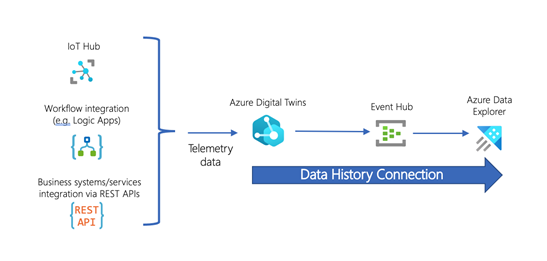 IoT Hub
Workflow integration
(e.g. Logic Apps)
Business systems/services
integration via REST APIs
{REST
API}
Telemetry
data
Azure Digital Twins
Event Hub
Azure Data
Explorer
Data History Connection